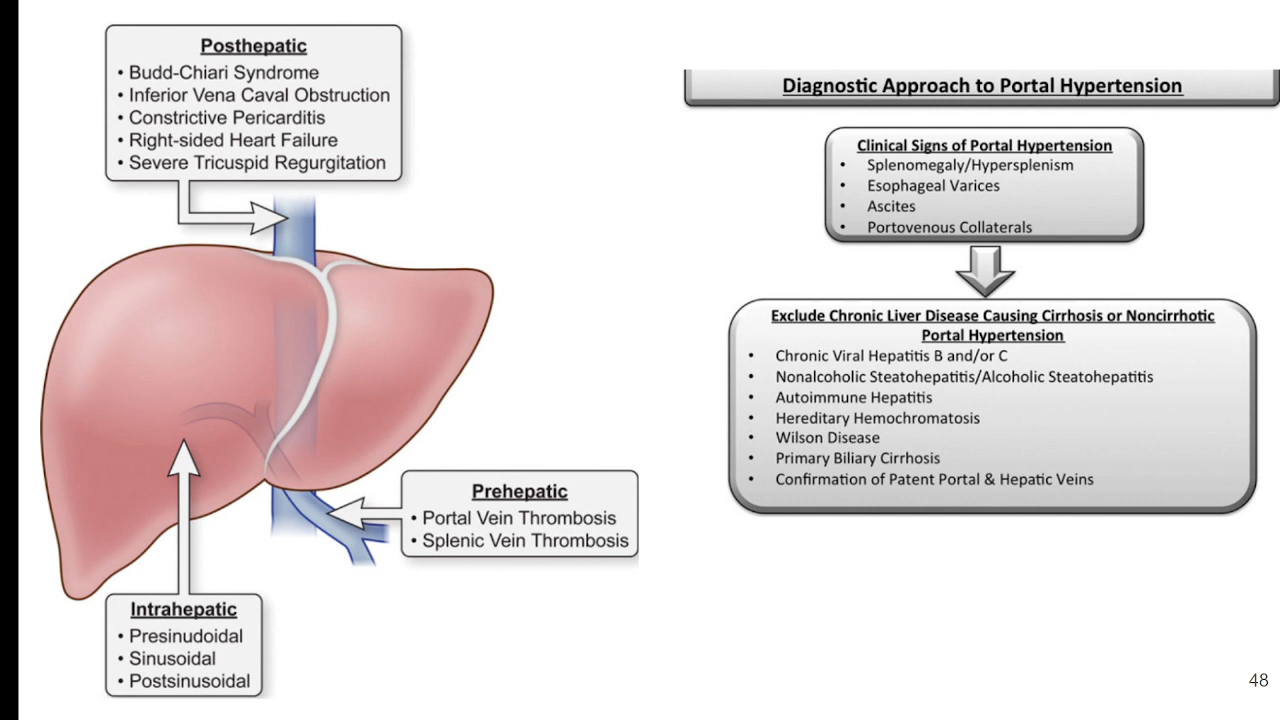 Posthepatic
• Budd-Chiari Syndrome
• Inferior Vena Caval Obstruction
• Constrictive Pericarditis
• Right-sided Heart Failure
• Severe Tricuspid Regurgitation
Prehepatic
• Portal Vein Thrombosis
• Splenic Vein Thrombosis
Intrahepatic
• Presinudoidal
• Sinusoidal
• Postsinusoidal
Diagnostic Approach to Portal Hypertension
Clinical Signs of Portal Hypertension
• Splenomegaly/Hypersplenism
• Esophageal Varices
• Ascites
• Portovenous Collaterals
Exclude Chronic Liver Disease Causing Cirrhosis or Noncirrhotic
Portal Hypertension
• Chronic Viral Hepatitis B and/or C
• Nonalcoholic Steatohepatitis/Alcoholic Steatohepatitis
• Autoimmune Hepatitis
• Hereditary Hemochromatosis
• Wilson Disease
• Primary Biliary Cirrhosis
• Confirmation of Patent Portal & Hepatic Veins
48